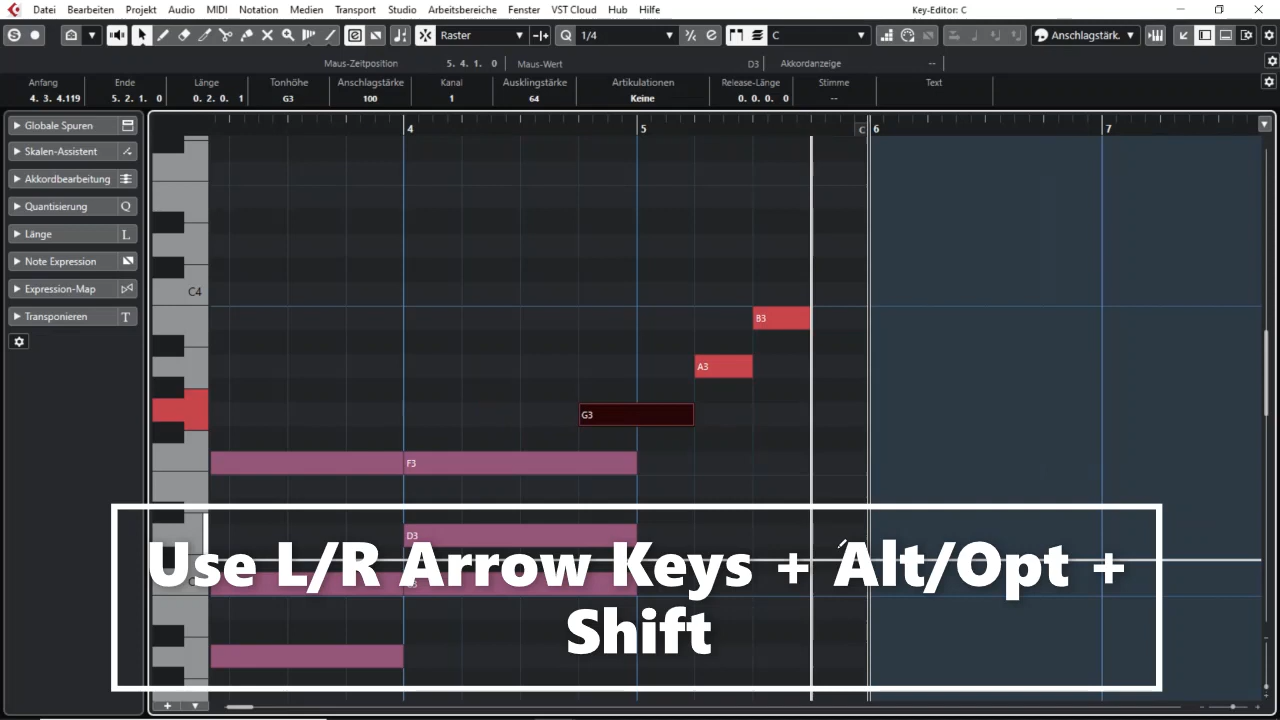 Datei Bearbeiten Projekt Audio MIDI Notation Medien Transport Studio Arbeitsbereiche Fenster VST Cloud Hub Hilfe Key-Editor: C
Raster Q 1/4 C Anschlagstärk.
Maus-Zeitposition 5. 4. 1. 0 Maus-Wert D3 Akkordanzeige --
Anfang Ende Länge Tonhöhe Anschlagstärke Kanal Ausklingstärke Artikulationen Release-Länge Stimme Text
4. 3. 4.119 5. 2. 1. 0 0. 2. 0. 1 G3 100 1 64 Keine 0. 0. 0. 0 --
Globale Spuren
4 5 C 6 7
Skalen-Assistent
Akkordbearbeitung
Quantisierung Q
Länge L
Note Expression
Expression-Map
Transponieren T
C4
B3
A3
G3
F3
D3
Use L/R Arrow Keys + Alt/Opt +
Shift